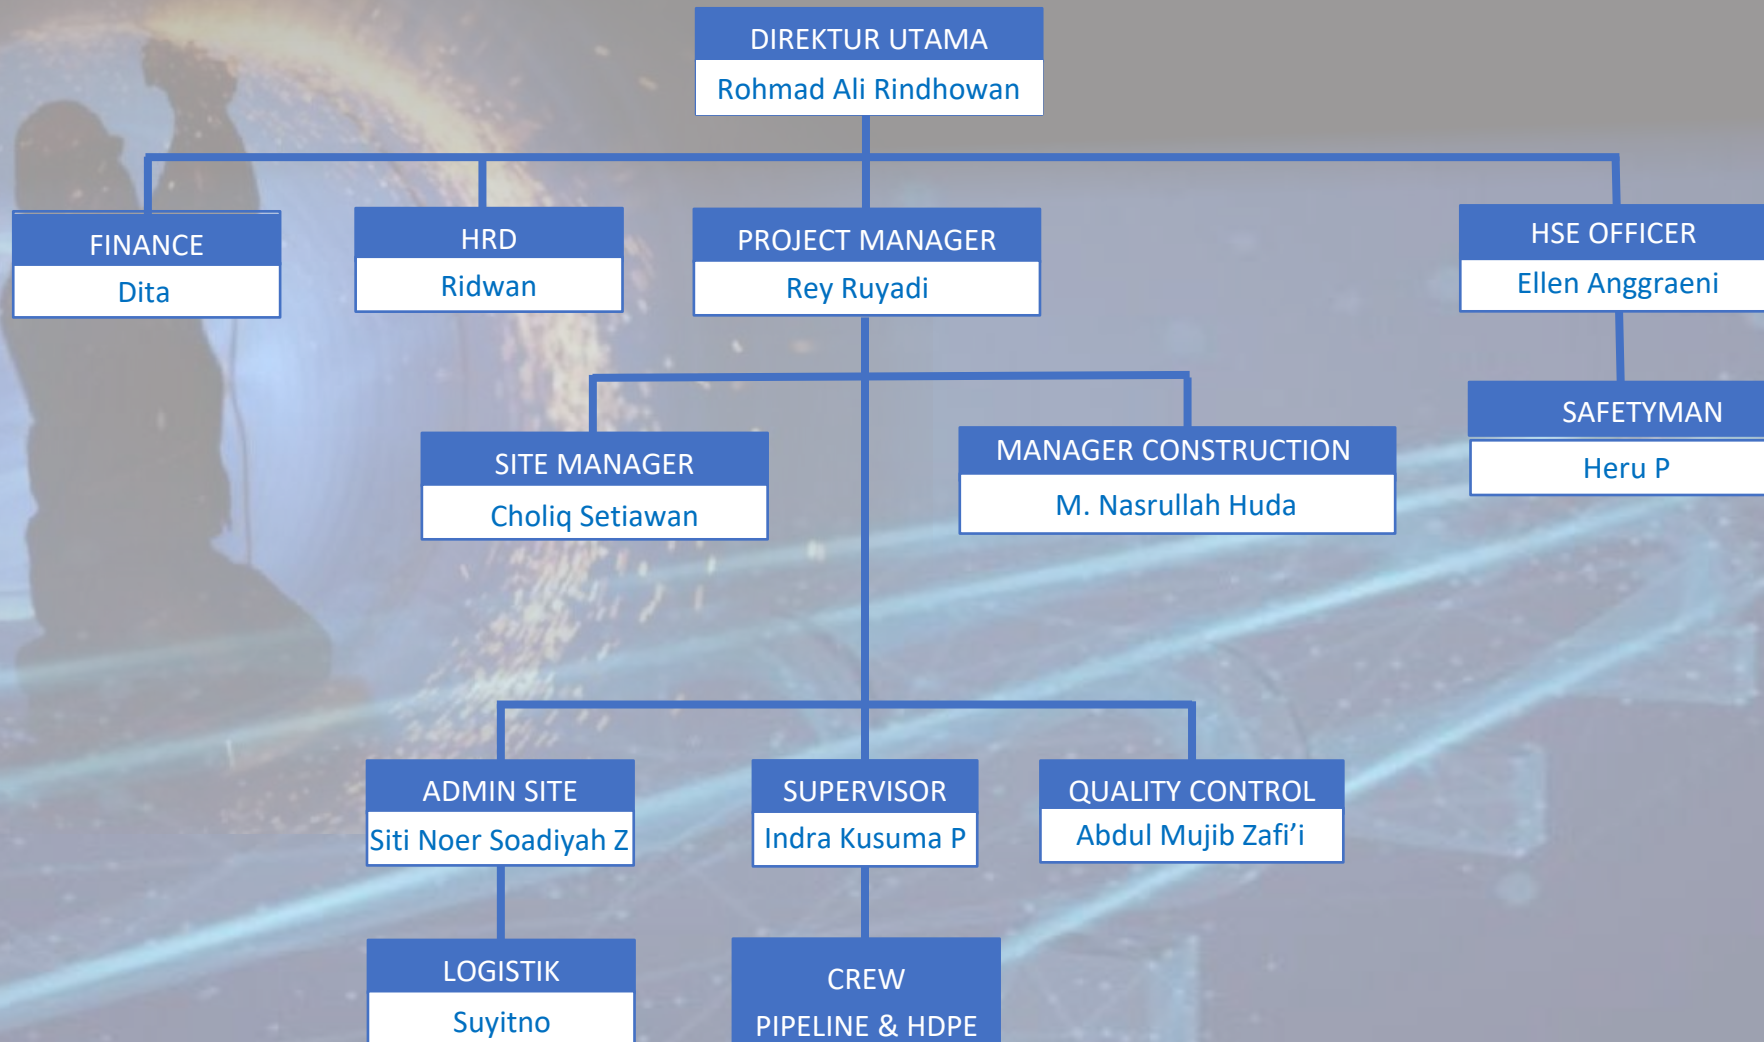 DIREKTUR UTAMA
Rohmad Ali Rindhowan
FINANCE
Dita
HRD
Ridwan
PROJECT MANAGER
Rey Ruyadi
HSE OFFICER
Ellen Anggraeni
SITE MANAGER
Choliq Setiawan
MANAGER CONSTRUCTION
M. Nasrullah Huda
SAFETYMAN
Heru P
ADMIN SITE
Siti Noer Soadiyah Z
SUPERVISOR
Indra Kusuma P
QUALITY CONTROL
Abdul Mujib Zafi’i
LOGISTIK
Suyitno
CREW
PIPELINE & HDPE